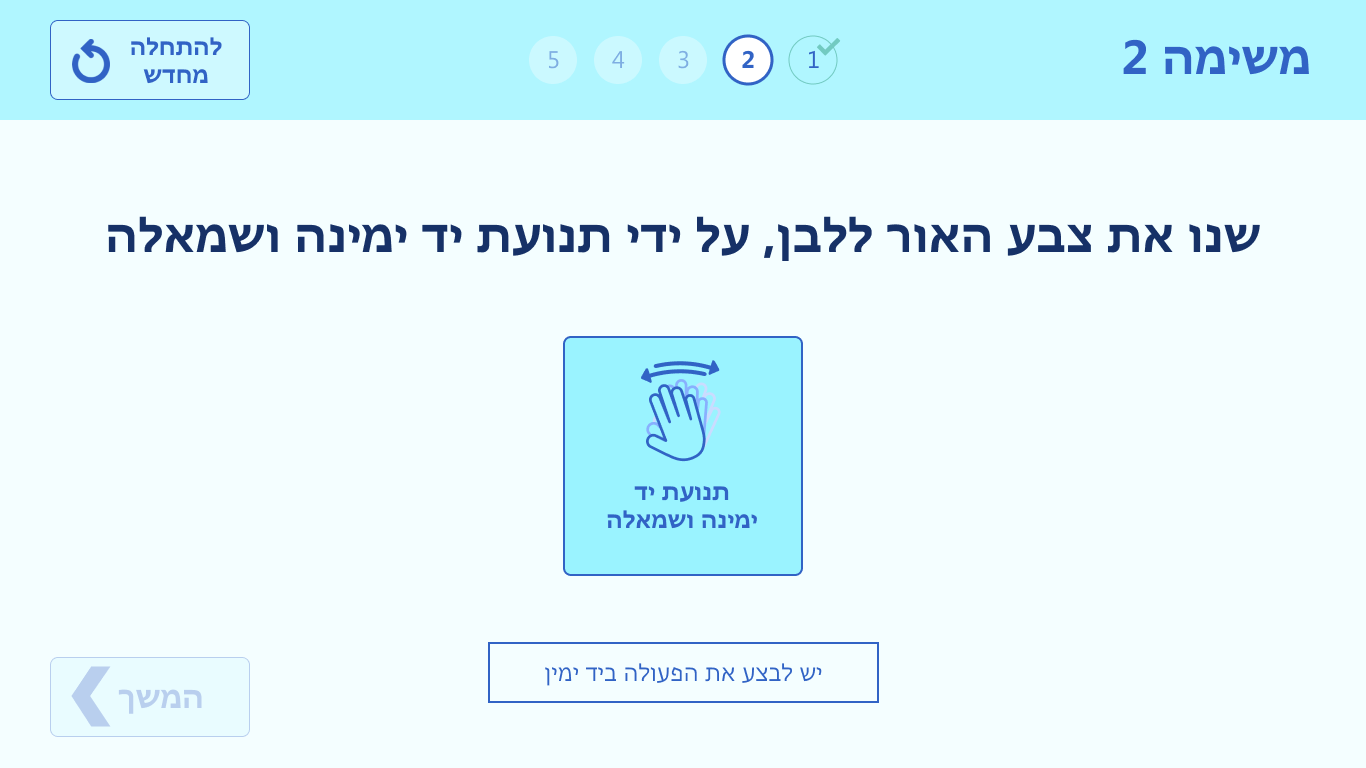 משימה 2
1
2
3
4
5
להתחלה
מחדש
שנו את צבע האור ללבן, על ידי תנועת יד ימינה ושמאלה
תנועת יד
ימינה ושמאלה
יש לבצע את הפעולה ביד ימין
המשך